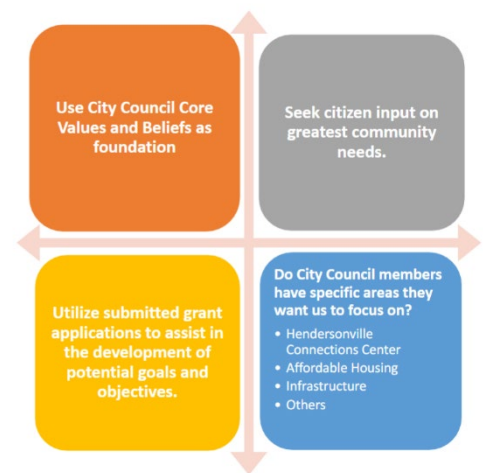 Use City Council Core
Values and Beliefs as
foundation
Seek citizen input on
greatest community
needs.
Utilize submitted grant
applications to assist in
the development of
potential goals and
objectives.
Do City Council members
have specific areas they
want us to focus on?
• Hendersonville
Connections Center
• Affordable Housing
• Infrastructure
• Others